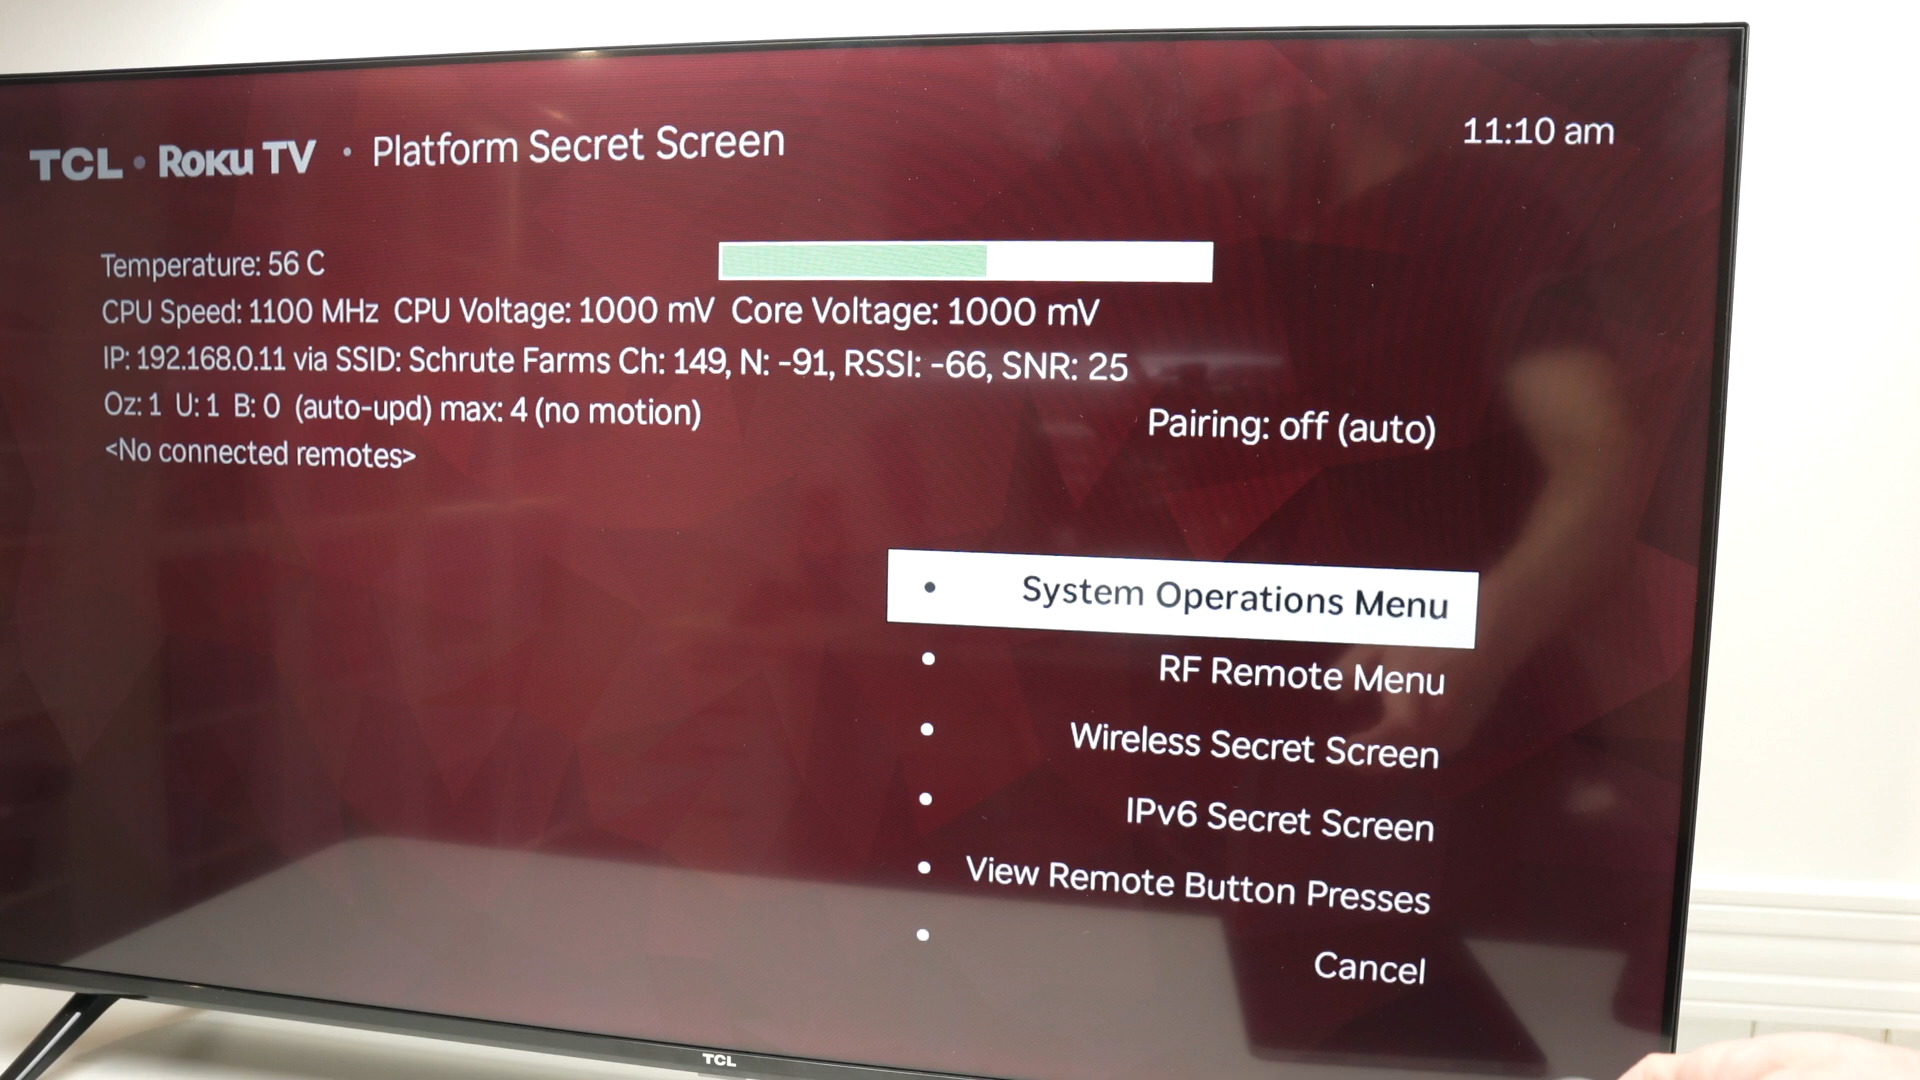 TCL • Roku TV • Platform Secret Screen
11:10 am
Temperature: 56 C
CPU Speed: 1100 MHz CPU Voltage: 1000 mV Core Voltage: 1000 mV
IP: 192.168.0.11 via SSID: Schrute Farms Ch: 149, N: -91, RSSI: -66, SNR: 25
Oz: 1 U: 1 B: 0 (auto-upd) max: 4 (no motion)
Pairing: off (auto)
<No connected remotes>
• System Operations Menu
• RF Remote Menu
• Wireless Secret Screen
• IPv6 Secret Screen
• View Remote Button Presses
• Cancel
TCL